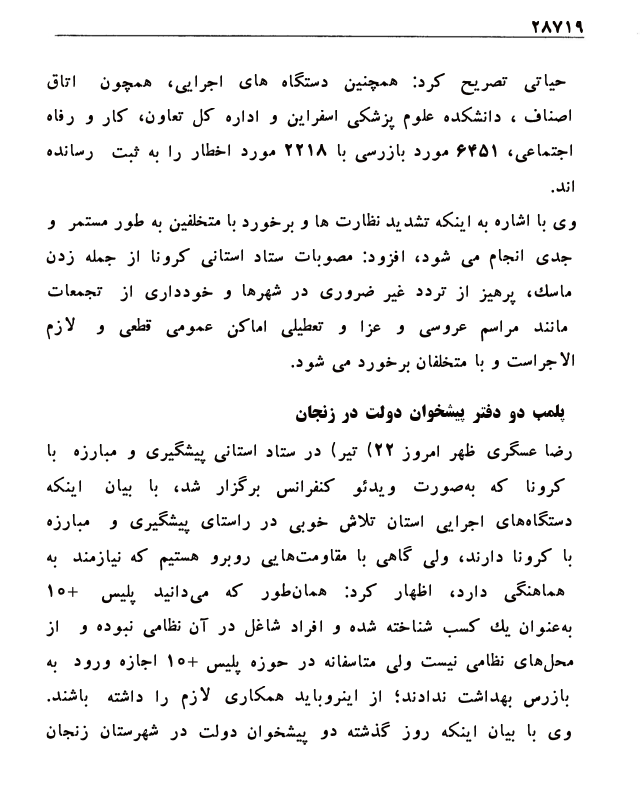 ۲۸۷۱۹
حیاتی تصریح کرد: همچنین دستگاه های اجرایی، همچون اتاق
اصناف ، دانشکده علوم پزشکی اسفراین و اداره کل تعاون، کار و رفاه
اجتماعی، ۶۴۵۱ مورد بازرسی با ۲۲۱۸ مورد اخطار را به ثبت رسانده
اند.
وی با اشاره به اینکه تشدید نظارت ها و برخورد با متخلفین به طور مستمر و
جدی انجام می شود، افزود: مصوبات ستاد استانی کرونا از جمله زدن
ماسك، پرهیز از تردد غیر ضروری در شهرها و خودداری از تجمعات
مانند مراسم عروسی و عزا و تعطیلی اماکن عمومی قطعی و لازم
الاجراست و با متخلفان برخورد می شود.
پلمب دو دفتر پیشخوان دولت در زنجان
رضا عسگری ظهر امروز ۲۲) تیر) در ستاد استانی پیشگیری و مبارزه با
کرونا که به‌صورت ویدئو کنفرانس برگزار شد، با بیان اینکه
دستگاه‌های اجرایی استان تلاش خوبی در راستای پیشگیری و مبارزه
با کرونا دارند، ولی گاهی با مقاومت‌هایی روبرو هستیم که نیازمند به
هماهنگی دارد، اظهار کرد: همان‌طور که می‌دانید پلیس +۱۰
به‌عنوان یك کسب شناخته شده و افراد شاغل در آن نظامی نبوده و از
محل‌های نظامی نیست ولی متاسفانه در حوزه پلیس +۱۰ اجازه ورود به
بازرس بهداشت ندادند؛ از اینروباید همکاری لازم را داشته باشند.
وی با بیان اینکه روز گذشته دو پیشخوان دولت در شهرستان زنجان